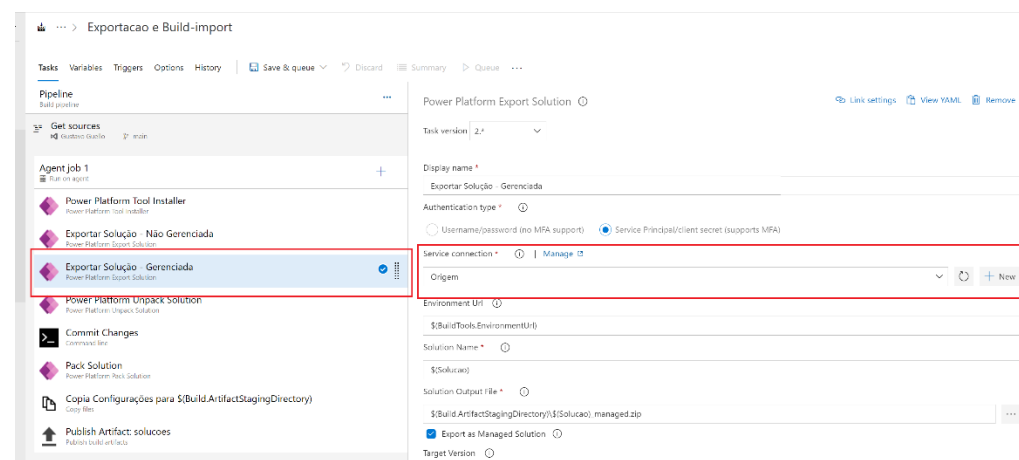 ··· > Exportacao e Build-import
Tasks Variables Triggers Options History Save & queue Discard Summary Queue ···
Pipeline
Build pipeline
Get sources
Gustavo Guello main
Agent job 1
Run on agent
Power Platform Tool Installer
Power Platform Tool Installer
Exportar Solução - Não Gerenciada
Power Platform Export Solution
Exportar Solução - Gerenciada
Power Platform Export Solution
Power Platform Unpack Solution
Power Platform Unpack Solution
Commit Changes
Command line
Pack Solution
Power Platform Pack Solution
Copia Configurações para $(Build.ArtifactStagingDirectory)
Copy files
Publish Artifact: solucoes
Publish build artifacts
Power Platform Export Solution Link settings View YAML Remove
Task version 2.*
Display name *
Exportar Solução - Gerenciada
Authentication type *
Username/password (no MFA support) Service Principal/client secret (supports MFA)
Service connection * | Manage
Origem New
Environment Url
$(BuildTools.EnvironmentUrl)
Solution Name *
$(Solucao)
Solution Output File *
$(Build.ArtifactStagingDirectory)\$(Solucao)_managed.zip
Export as Managed Solution
Target Version